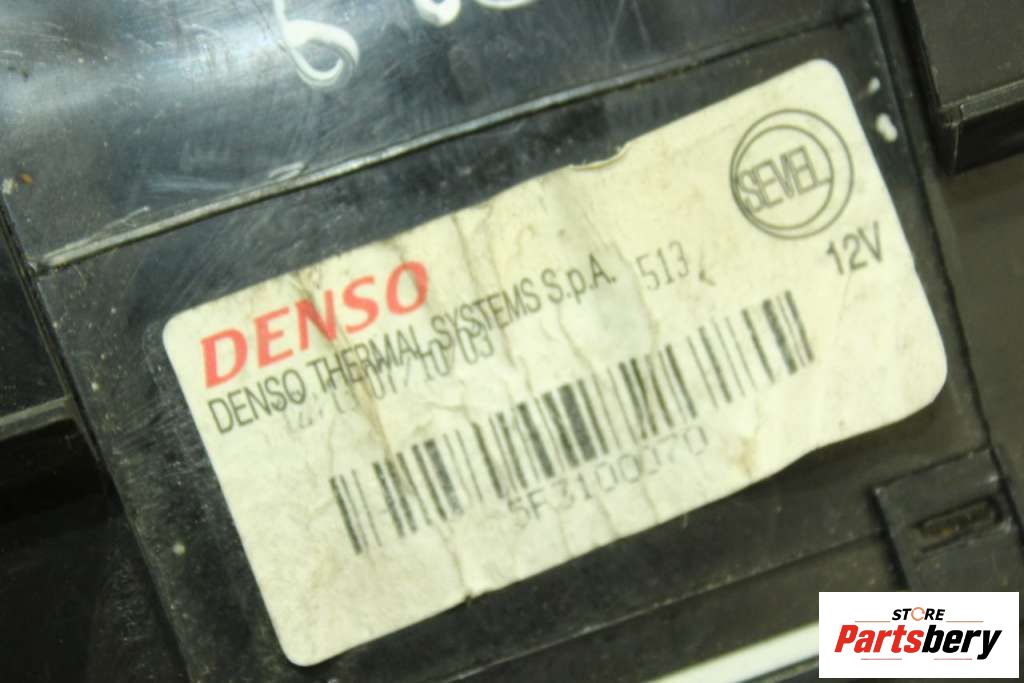 DENSO
DENSO THERMAL SYSTEMS S.p.A.
513
SEVEL
12V
5F3100070
STORE
Partsbery